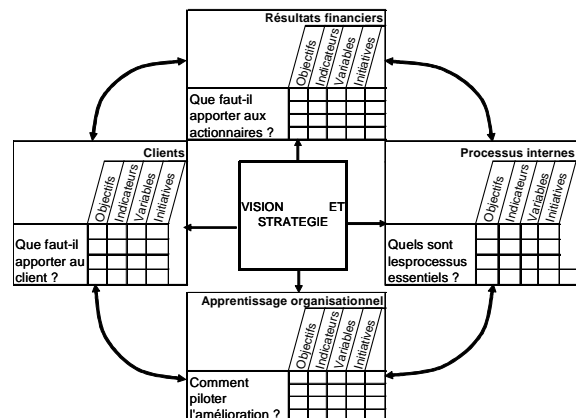 Résultats financiers
Objectifs
Indicateurs
Variables
Initiatives
Que faut-il
apporter aux
actionnaires ?
Clients
Objectifs
Indicateurs
Variables
Initiatives
Que faut-il
apporter au
client ?
VISION ET
STRATEGIE
Processus internes
Objectifs
Indicateurs
Variables
Initiatives
Quels sont
lesprocessus
essentiels ?
Apprentissage organisationnel
Objectifs
Indicateurs
Variables
Initiatives
Comment
piloter
l'amélioration ?